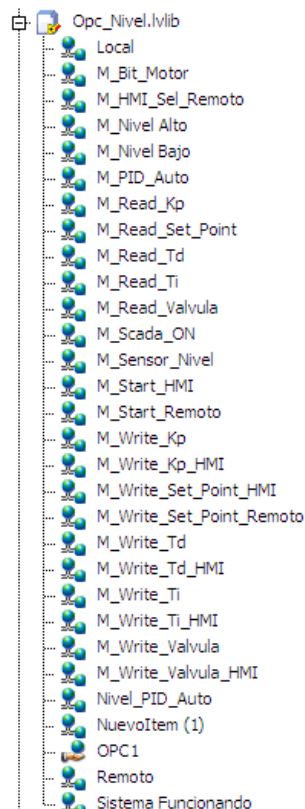 Opc_Nivel.lvlib
Local
M_Bit_Motor
M_HMI_Sel_Remoto
M_Nivel Alto
M_Nivel Bajo
M_PID_Auto
M_Read_Kp
M_Read_Set_Point
M_Read_Td
M_Read_Ti
M_Read_Valvula
M_Scada_ON
M_Sensor_Nivel
M_Start_HMI
M_Start_Remoto
M_Write_Kp
M_Write_Kp_HMI
M_Write_Set_Point_HMI
M_Write_Set_Point_Remoto
M_Write_Td
M_Write_Td_HMI
M_Write_Ti
M_Write_Ti_HMI
M_Write_Valvula
M_Write_Valvula_HMI
Nivel_PID_Auto
NuevoItem (1)
OPC1
Remoto
Sistema Funcionando